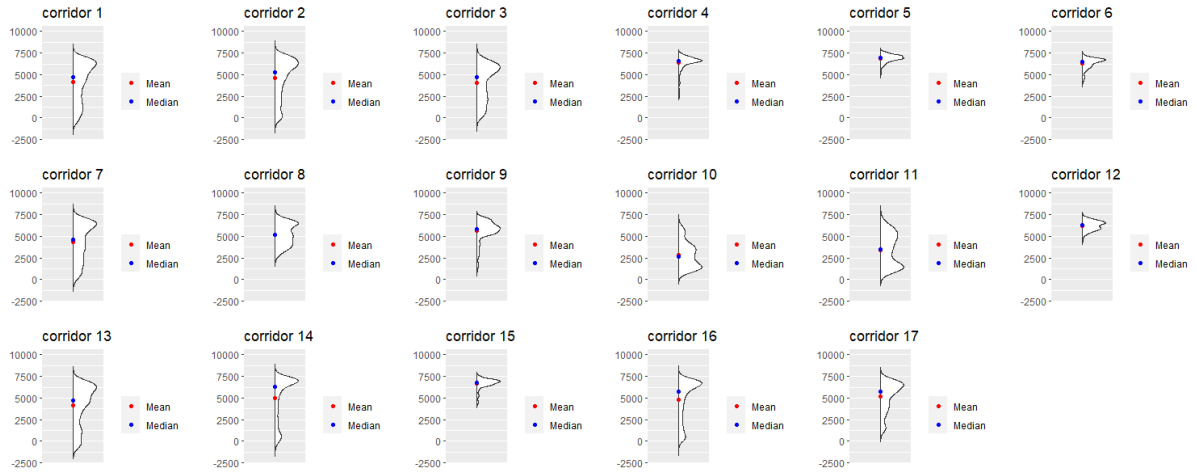 corridor 1
10000
7500
5000
2500
0
-2500
Mean
Median
corridor 2
10000
7500
5000
2500
0
-2500
Mean
Median
corridor 3
10000
7500
5000
2500
0
-2500
Mean
Median
corridor 4
10000
7500
5000
2500
0
-2500
Mean
Median
corridor 5
10000
7500
5000
2500
0
-2500
Mean
Median
corridor 6
10000
7500
5000
2500
0
-2500
Mean
Median
corridor 7
10000
7500
5000
2500
0
-2500
Mean
Median
corridor 8
10000
7500
5000
2500
0
-2500
Mean
Median
corridor 9
10000
7500
5000
2500
0
-2500
Mean
Median
corridor 10
10000
7500
5000
2500
0
-2500
Mean
Median
corridor 11
10000
7500
5000
2500
0
-2500
Mean
Median
corridor 12
10000
7500
5000
2500
0
-2500
Mean
Median
corridor 13
10000
7500
5000
2500
0
-2500
Mean
Median
corridor 14
10000
7500
5000
2500
0
-2500
Mean
Median
corridor 15
10000
7500
5000
2500
0
-2500
Mean
Median
corridor 16
10000
7500
5000
2500
0
-2500
Mean
Median
corridor 17
10000
7500
5000
2500
0
-2500
Mean
Median